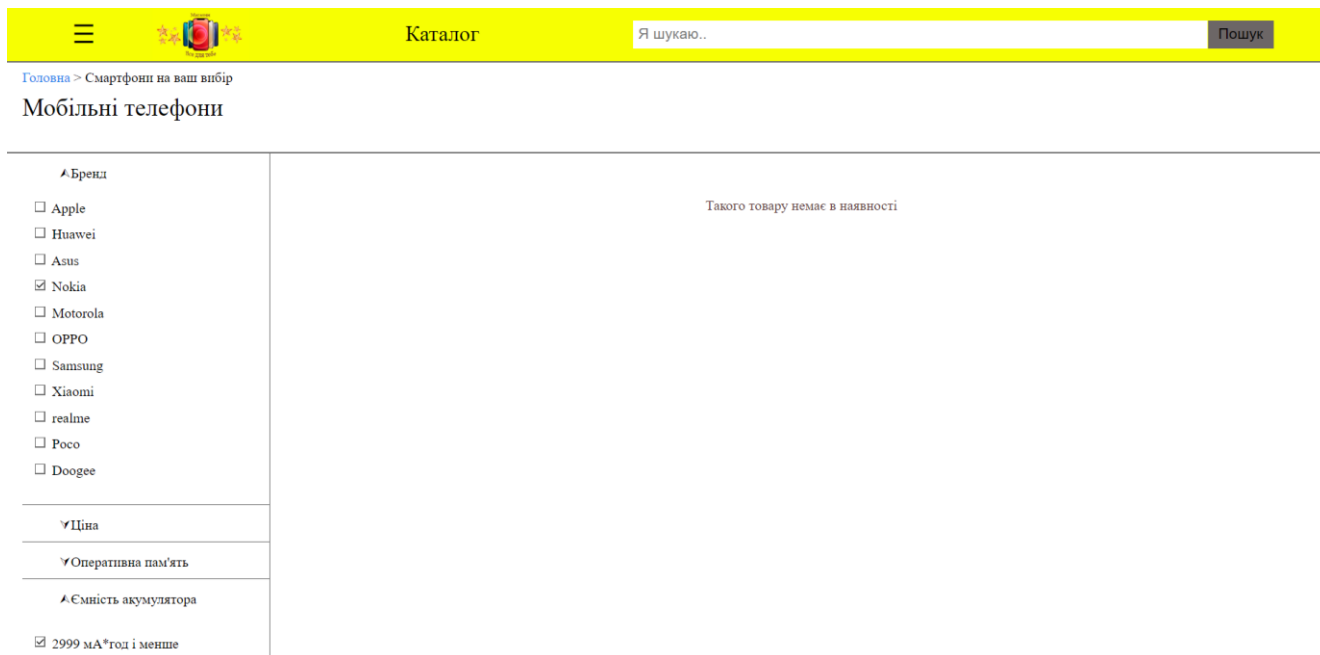 ☰ Каталог Я шукаю.. Пошук
Головна > Смартфони на ваш вибір
Мобільні телефони
Бренд
Такого товару немає в наявності
Apple
Huawei
Asus
Nokia
Motorola
OPPO
Samsung
Xiaomi
realme
Poco
Doogee
Ціна
Оперативна пам'ять
Ємність акумулятора
2999 мА*год і менше